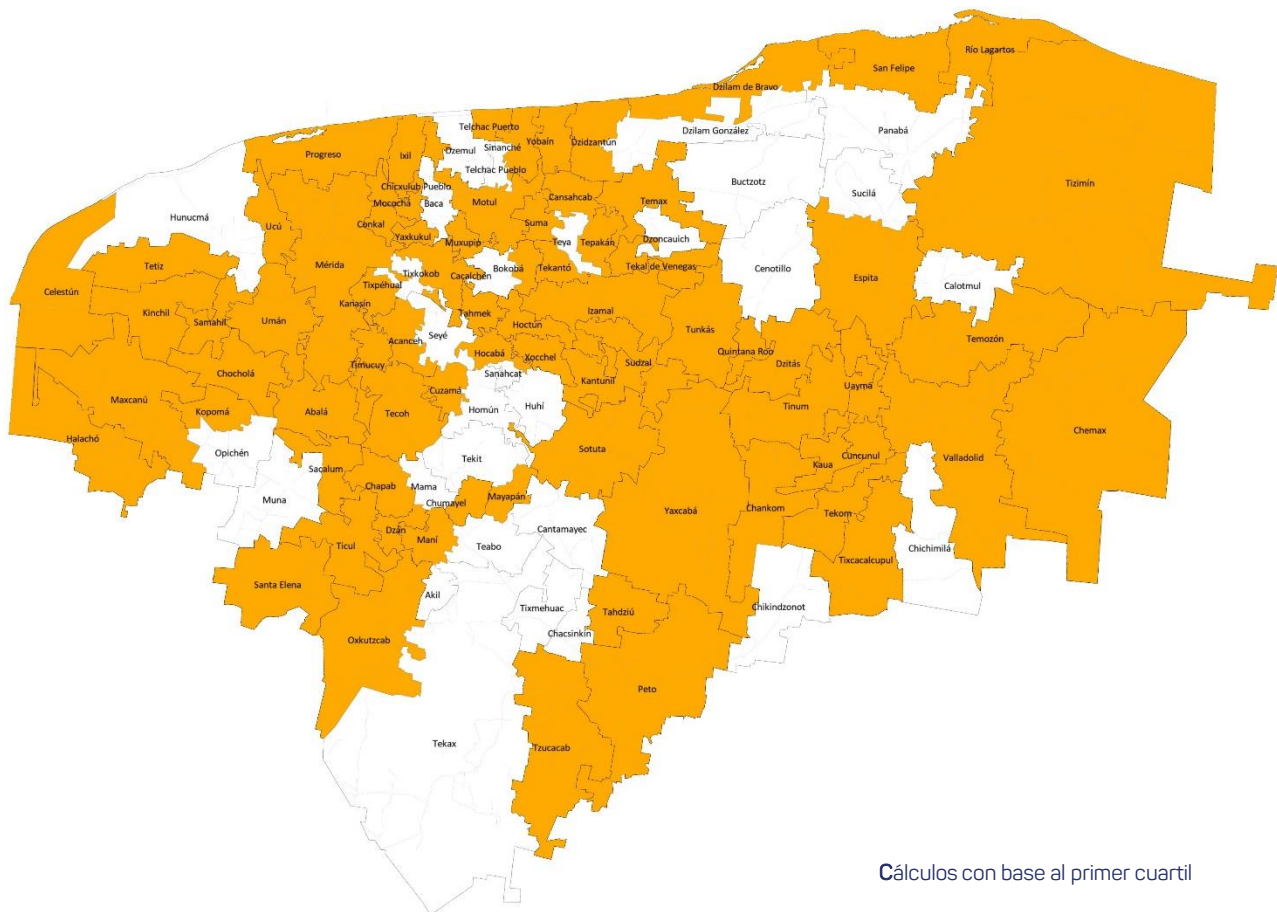 Río Lagartos
San Felipe
Dzilam de Bravo
Telchac Puerto
Dzidzantún
Dzilam González
Panabá
Progreso
Ixil
Dzemul
Sinanché
Yobaín
Telchac Pueblo
Buctzotz
Sucilá
Tizimín
Chicxulub Pueblo
Mocochá
Baca
Motul
Cansahcab
Temax
Hunucmá
Ucú
Conkal
Suma
Yaxkukul
Muxupip
Teya
Tepakán
Dzoncauich
Tetiz
Mérida
Tixkokob
Bokobá
Cacalchén
Tekantó
Tekal de Venegas
Cenotillo
Espita
Calotmul
Celestún
Tixpéhual
Kinchil
Samahil
Umán
Kanasín
Tahmek
Izamal
Hoctún
Tunkás
Temozón
Acanceh
Seyé
Hocabá
Xocchel
Quintana Roo
Timucuy
Sanahcat
Sudzal
Dzitás
Chocholá
Kantunil
Uayma
Maxcanú
Kopomá
Abalá
Tecoh
Cuzamá
Homún
Huhí
Tinum
Halachó
Chemax
Opichén
Sotuta
Cuncunul
Kaua
Valladolid
Tekit
Sacalum
Chapab
Mama
Mayapán
Muna
Chumayel
Yaxcabá
Chankom
Tekom
Dzán
Maní
Cantamayec
Ticul
Teabo
Chichimilá
Tixcacalcupul
Santa Elena
Akil
Tixmehuac
Tahdziú
Chikindzonot
Chacsinkín
Oxkutzcab
Peto
Tekax
Tzucacab
Cálculos con base al primer cuartil